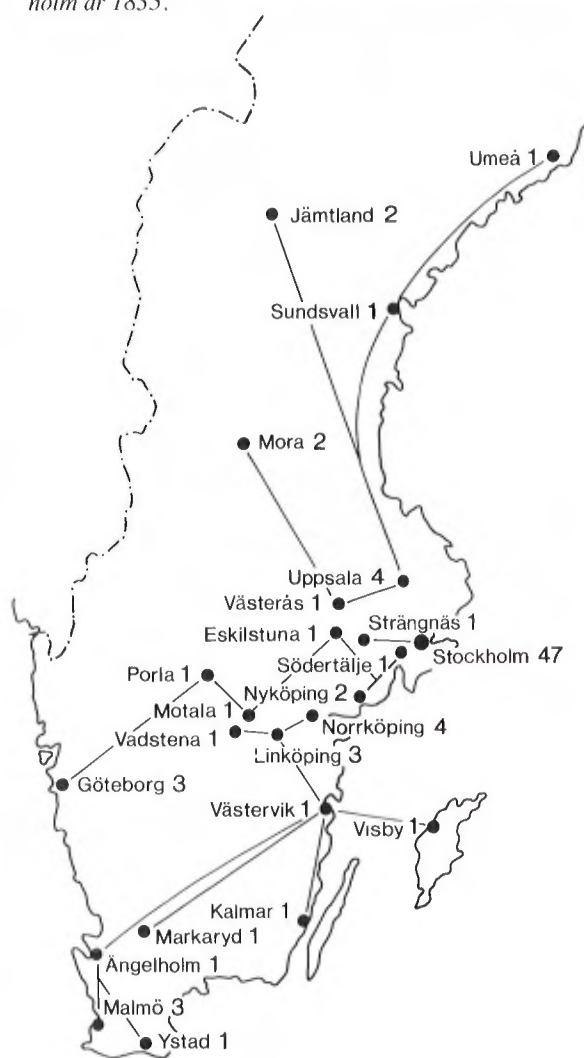 holm år 1855.
Umeå 1
Jämtland 2
Sundsvall 1
Mora 2
Uppsala 4
Västerås 1
Strängnäs 1
Eskilstuna 1
Stockholm 47
Södertälje 1
Porla 1
Nyköping 2
Motala 1
Norrköping 4
Vadstena 1
Linköping 3
Göteborg 3
Västervik 1
Visby 1
Kalmar 1
Markaryd 1
Ängelholm 1
Malmö 3
Ystad 1